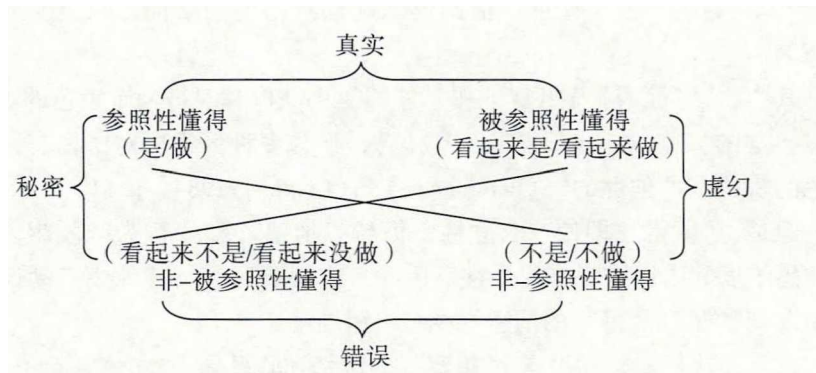 真实
参照性懂得
被参照性懂得
（是/做）
（看起来是/看起来做）
秘密
虚幻
（看起来不是/看起来没做）
（不是/不做）
非–被参照性懂得
非–参照性懂得
错误